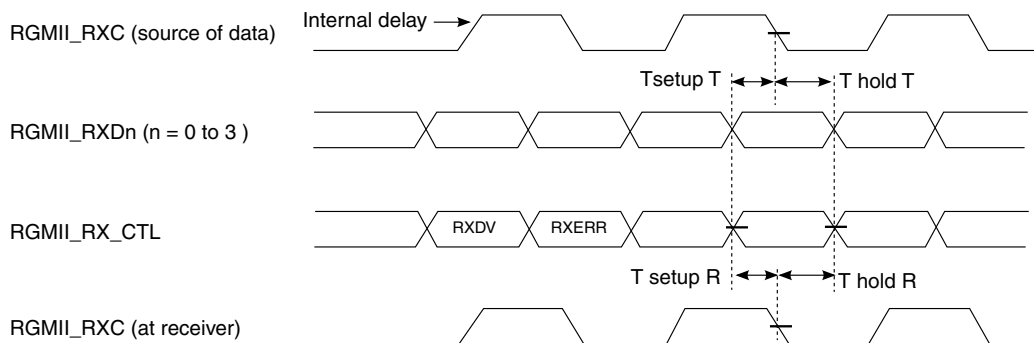 Internal delay
RGMII_RXC (source of data)
Tsetup T
T hold T
RGMII_RXDn (n = 0 to 3 )
RGMII_RX_CTL
RXDV
RXERR
T setup R
T hold R
RGMII_RXC (at receiver)